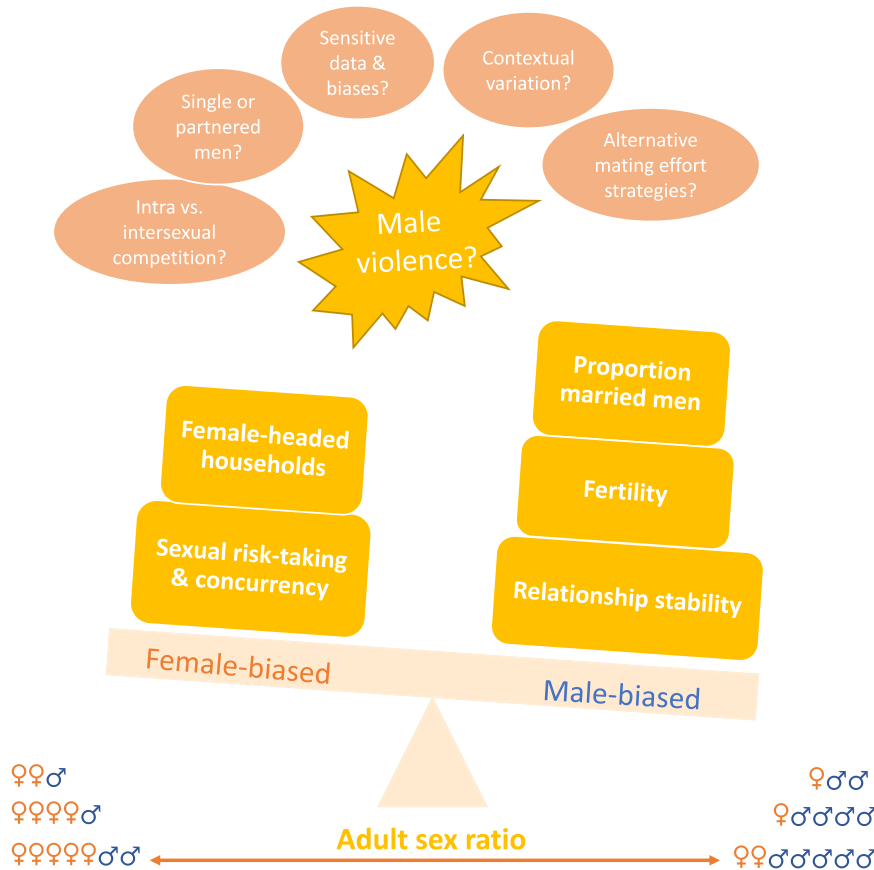 Sensitive
data &
biases?
Contextual
variation?
Single or
partnered
men?
Alternative
mating effort
strategies?
Intra vs.
intersexual
competition?
Male
violence?
Proportion
married men
Female-headed
households
Fertility
Sexual risk-taking
& concurrency
Relationship stability
Female-biased
Male-biased
♀♀♂
♀♂♂
♀♀♀♀♂
♀♂♂♂♂
Adult sex ratio
♀♀♀♀♀♂♂
♀♀♂♂♂♂♂